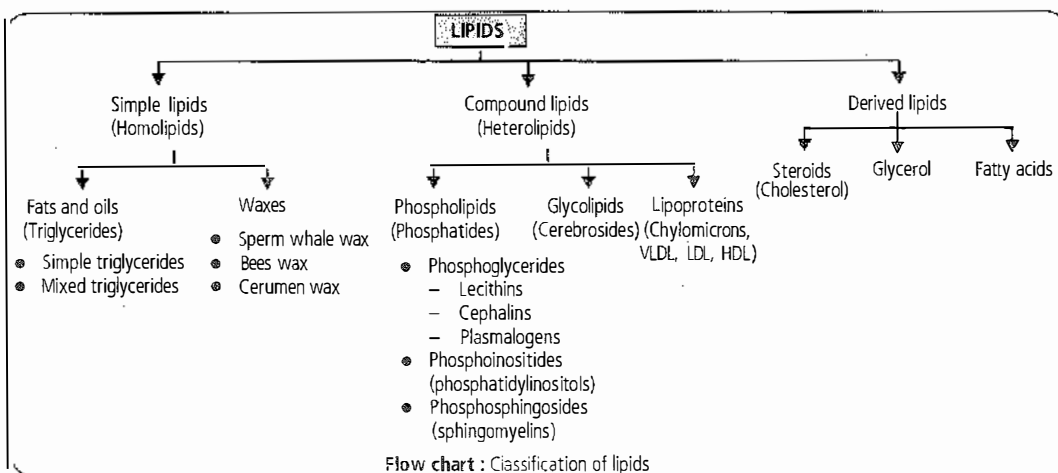 LIPIDS
Simple lipids
(Homolipids)
Compound lipids
(Heterolipids)
Derived lipids
Fats and oils
(Triglycerides)
● Simple triglycerides
● Mixed triglycerides
Waxes
● Sperm whale wax
● Bees wax
● Cerumen wax
Phospholipids
(Phosphatides)
● Phosphoglycerides
– Lecithins
– Cephalins
– Plasmalogens
● Phosphoinositides
(phosphatidylinositols)
● Phosphosphingosides
(sphingomyelins)
Glycolipids
(Cerebrosides)
Lipoproteins
(Chylomicrons,
VLDL, LDL, HDL)
Steroids
(Cholesterol)
Glycerol
Fatty acids
Flow chart : Classification of lipids